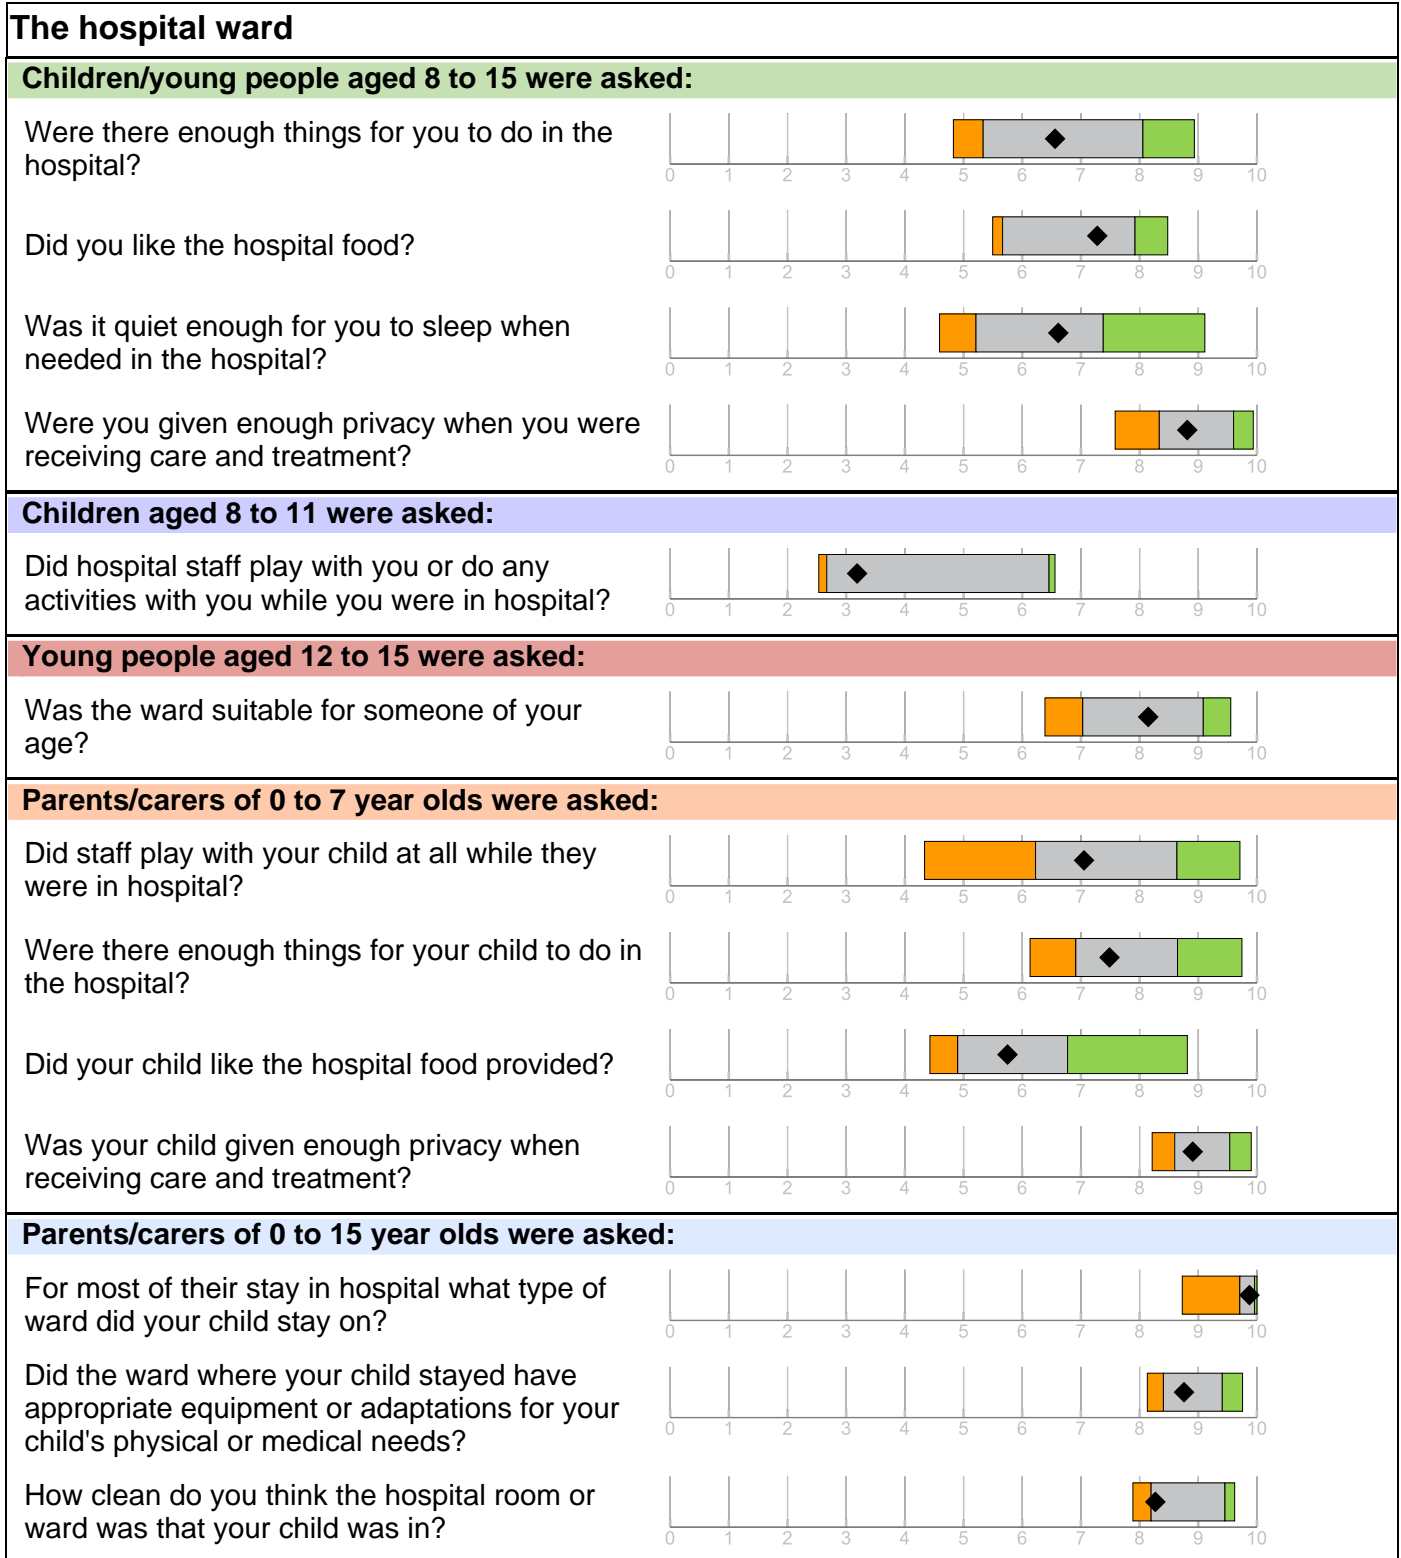 The hospital ward
Children/young people aged 8 to 15 were asked:
Were there enough things for you to do in the
hospital?
0 1 2 3 4 5 6 7 8 9 10
Did you like the hospital food?
0 1 2 3 4 5 6 7 8 9 10
Was it quiet enough for you to sleep when
needed in the hospital?
0 1 2 3 4 5 6 7 8 9 10
Were you given enough privacy when you were
receiving care and treatment?
0 1 2 3 4 5 6 7 8 9 10
Children aged 8 to 11 were asked:
Did hospital staff play with you or do any
activities with you while you were in hospital?
0 1 2 3 4 5 6 7 8 9 10
Young people aged 12 to 15 were asked:
Was the ward suitable for someone of your
age?
0 1 2 3 4 5 6 7 8 9 10
Parents/carers of 0 to 7 year olds were asked:
Did staff play with your child at all while they
were in hospital?
0 1 2 3 4 5 6 7 8 9 10
Were there enough things for your child to do in
the hospital?
0 1 2 3 4 5 6 7 8 9 10
Did your child like the hospital food provided?
0 1 2 3 4 5 6 7 8 9 10
Was your child given enough privacy when
receiving care and treatment?
0 1 2 3 4 5 6 7 8 9 10
Parents/carers of 0 to 15 year olds were asked:
For most of their stay in hospital what type of
ward did your child stay on?
0 1 2 3 4 5 6 7 8 9 10
Did the ward where your child stayed have
appropriate equipment or adaptations for your
child's physical or medical needs?
0 1 2 3 4 5 6 7 8 9 10
How clean do you think the hospital room or
ward was that your child was in?
0 1 2 3 4 5 6 7 8 9 10